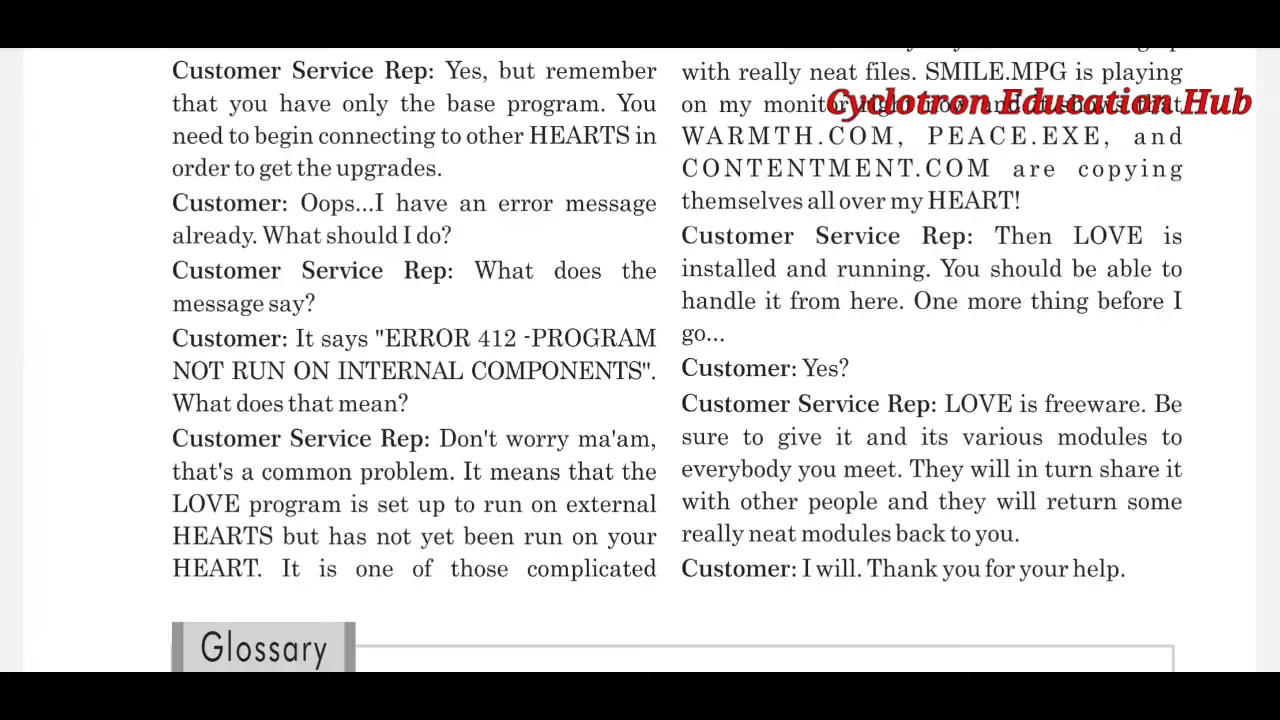 Customer Service Rep: Yes, but remember
that you have only the base program. You
need to begin connecting to other HEARTS in
order to get the upgrades.
Customer: Oops...I have an error message
already. What should I do?
Customer Service Rep: What does the
message say?
Customer: It says "ERROR 412 -PROGRAM
NOT RUN ON INTERNAL COMPONENTS".
What does that mean?
Customer Service Rep: Don't worry ma'am,
that's a common problem. It means that the
LOVE program is set up to run on external
HEARTS but has not yet been run on your
HEART. It is one of those complicated
with really neat files. SMILE.MPG is playing
on my monitor right now and it shows that
Cydotron Education Hub
WARMTH.COM, PEACE.EXE, and
CONTENTMENT.COM are copying
themselves all over my HEART!
Customer Service Rep: Then LOVE is
installed and running. You should be able to
handle it from here. One more thing before I
go...
Customer: Yes?
Customer Service Rep: LOVE is freeware. Be
sure to give it and its various modules to
everybody you meet. They will in turn share it
with other people and they will return some
really neat modules back to you.
Customer: I will. Thank you for your help.
Glossary